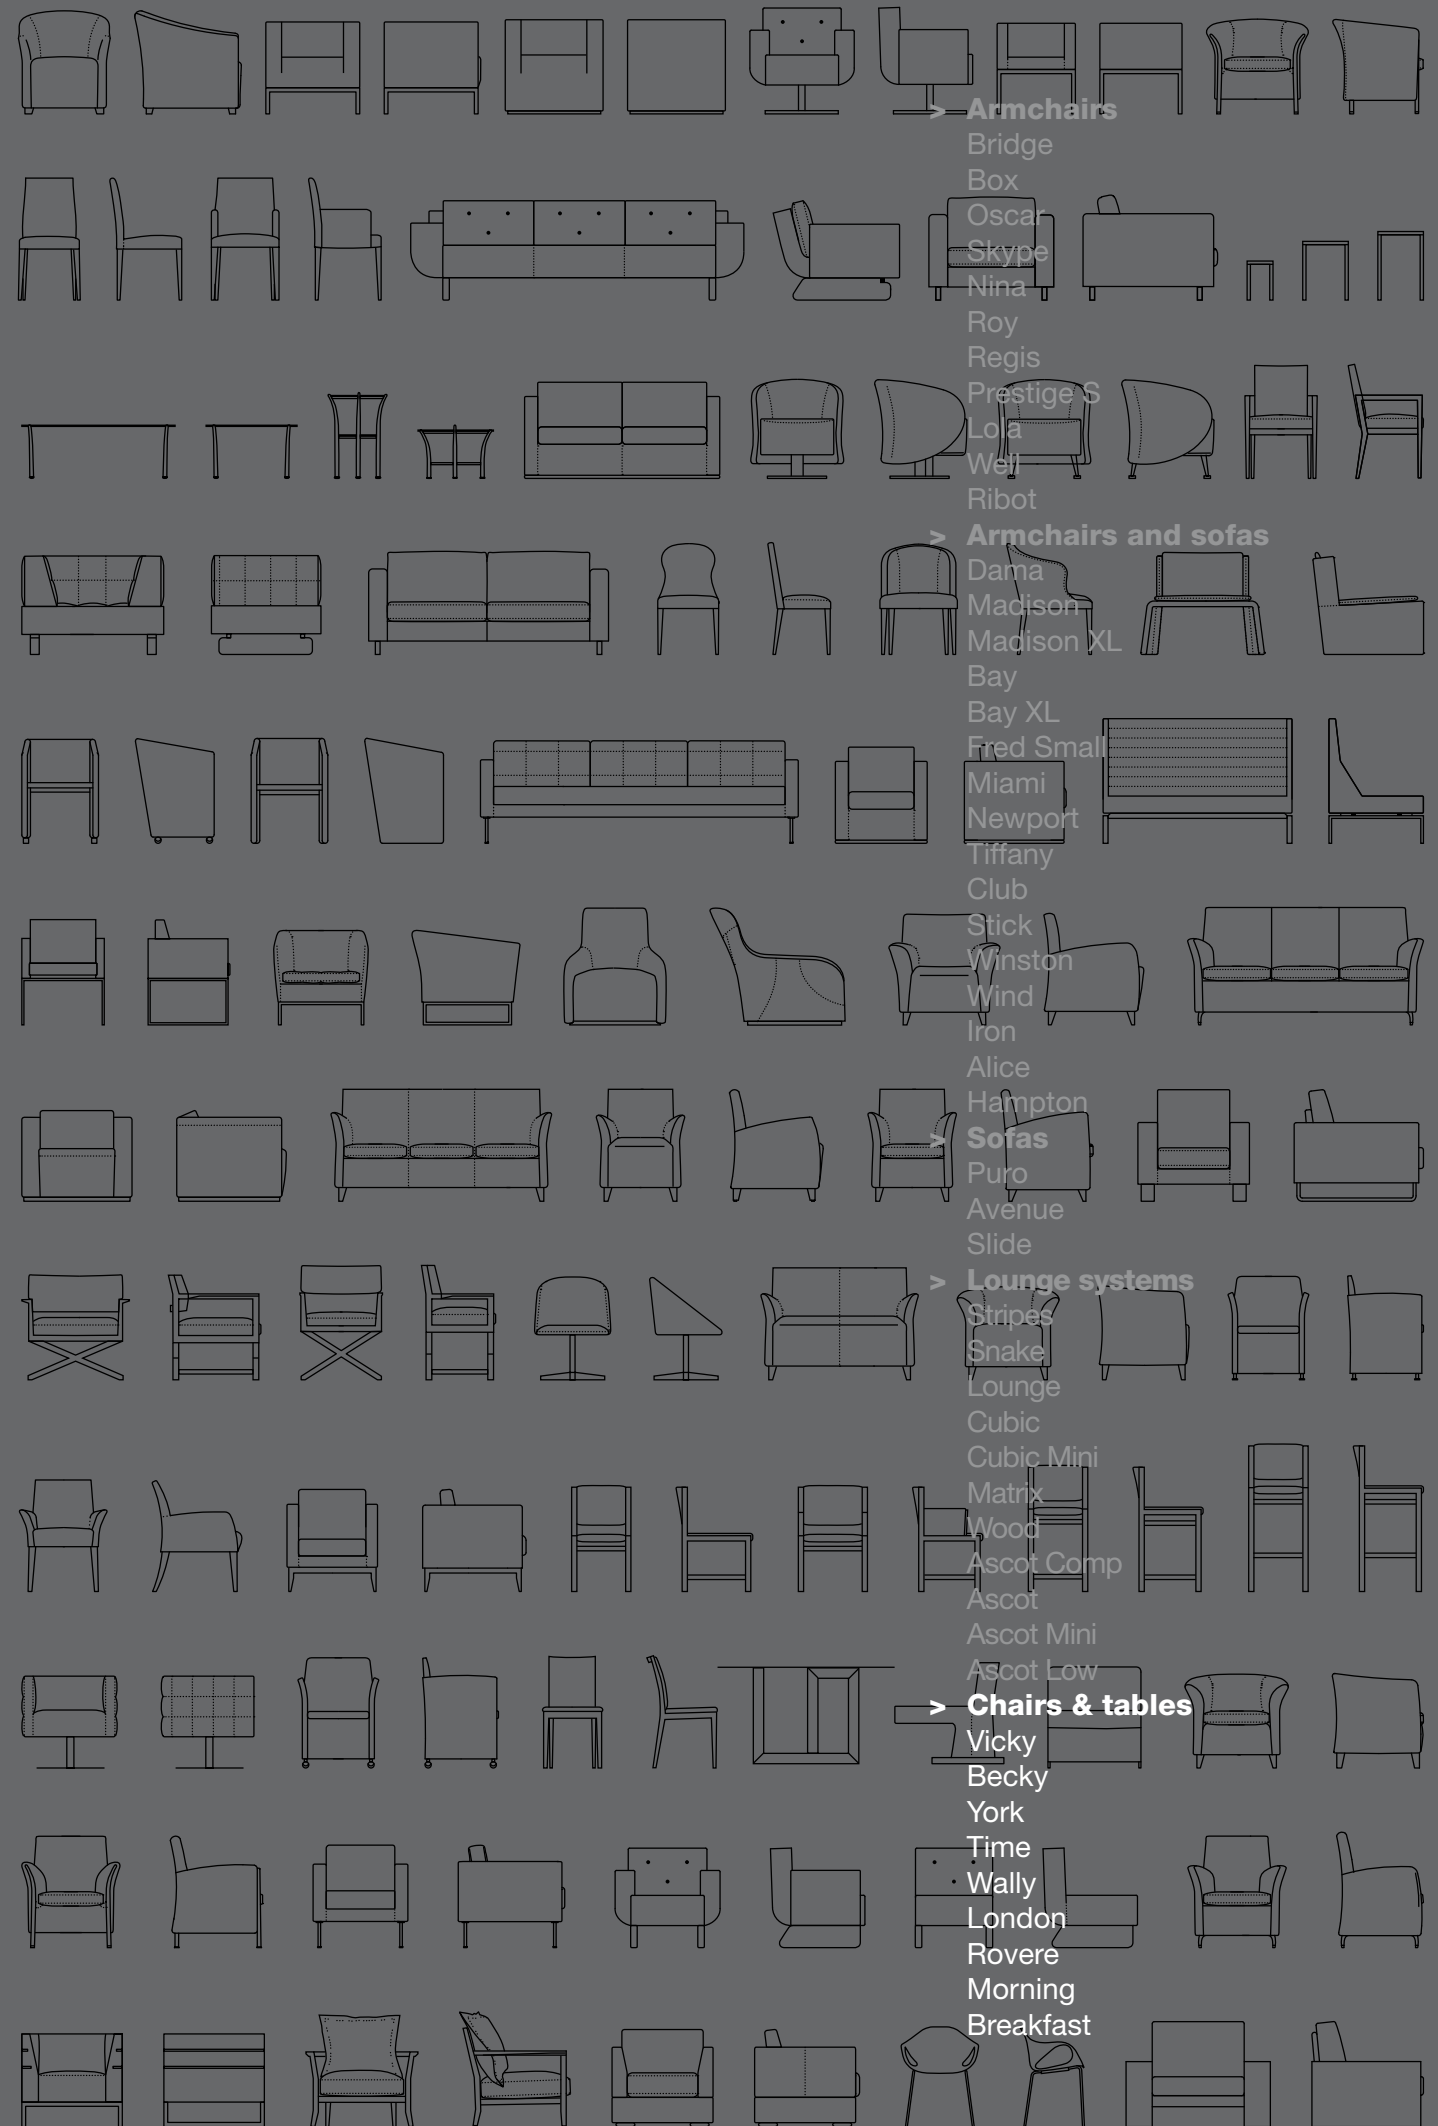 > Armchairs
Bridge
Box
Oscar
Skype
Nina
Roy
Regis
Prestige S
Lola
Well
Ribot
> Armchairs and sofas
Dama
Madison
Madison XL
Bay
Bay XL
Fred Small
Miami
Newport
Tiffany
Club
Stick
Winston
Wind
Iron
Alice
Hampton
> Sofas
Puro
Avenue
Slide
> Lounge systems
Stripes
Snake
Lounge
Cubic
Cubic Mini
Matrix
Wood
Ascot Comp
Ascot
Ascot Mini
Ascot Low
> Chairs & tables
Vicky
Becky
York
Time
Wally
London
Rovere
Morning
Breakfast